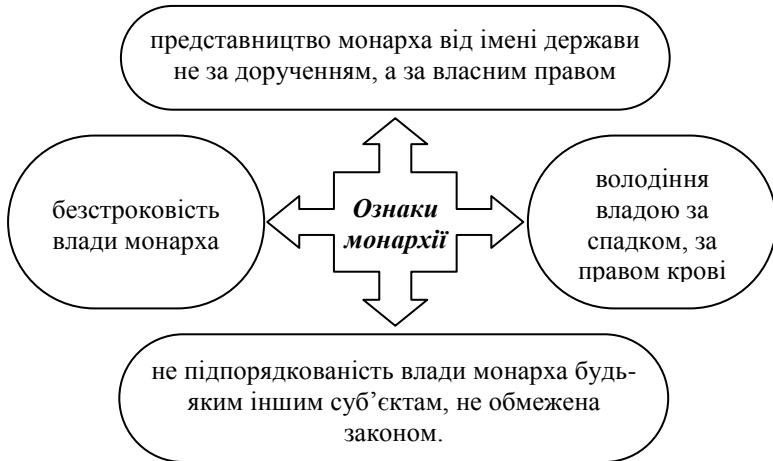 представництво монарха від імені держави
не за дорученням, а за власним правом
безстроковість
влади монарха
Ознаки
монархії
володіння
владою за
спадком, за
правом крові
не підпорядкованість влади монарха будь-
яким іншим суб’єктам, не обмежена
законом.